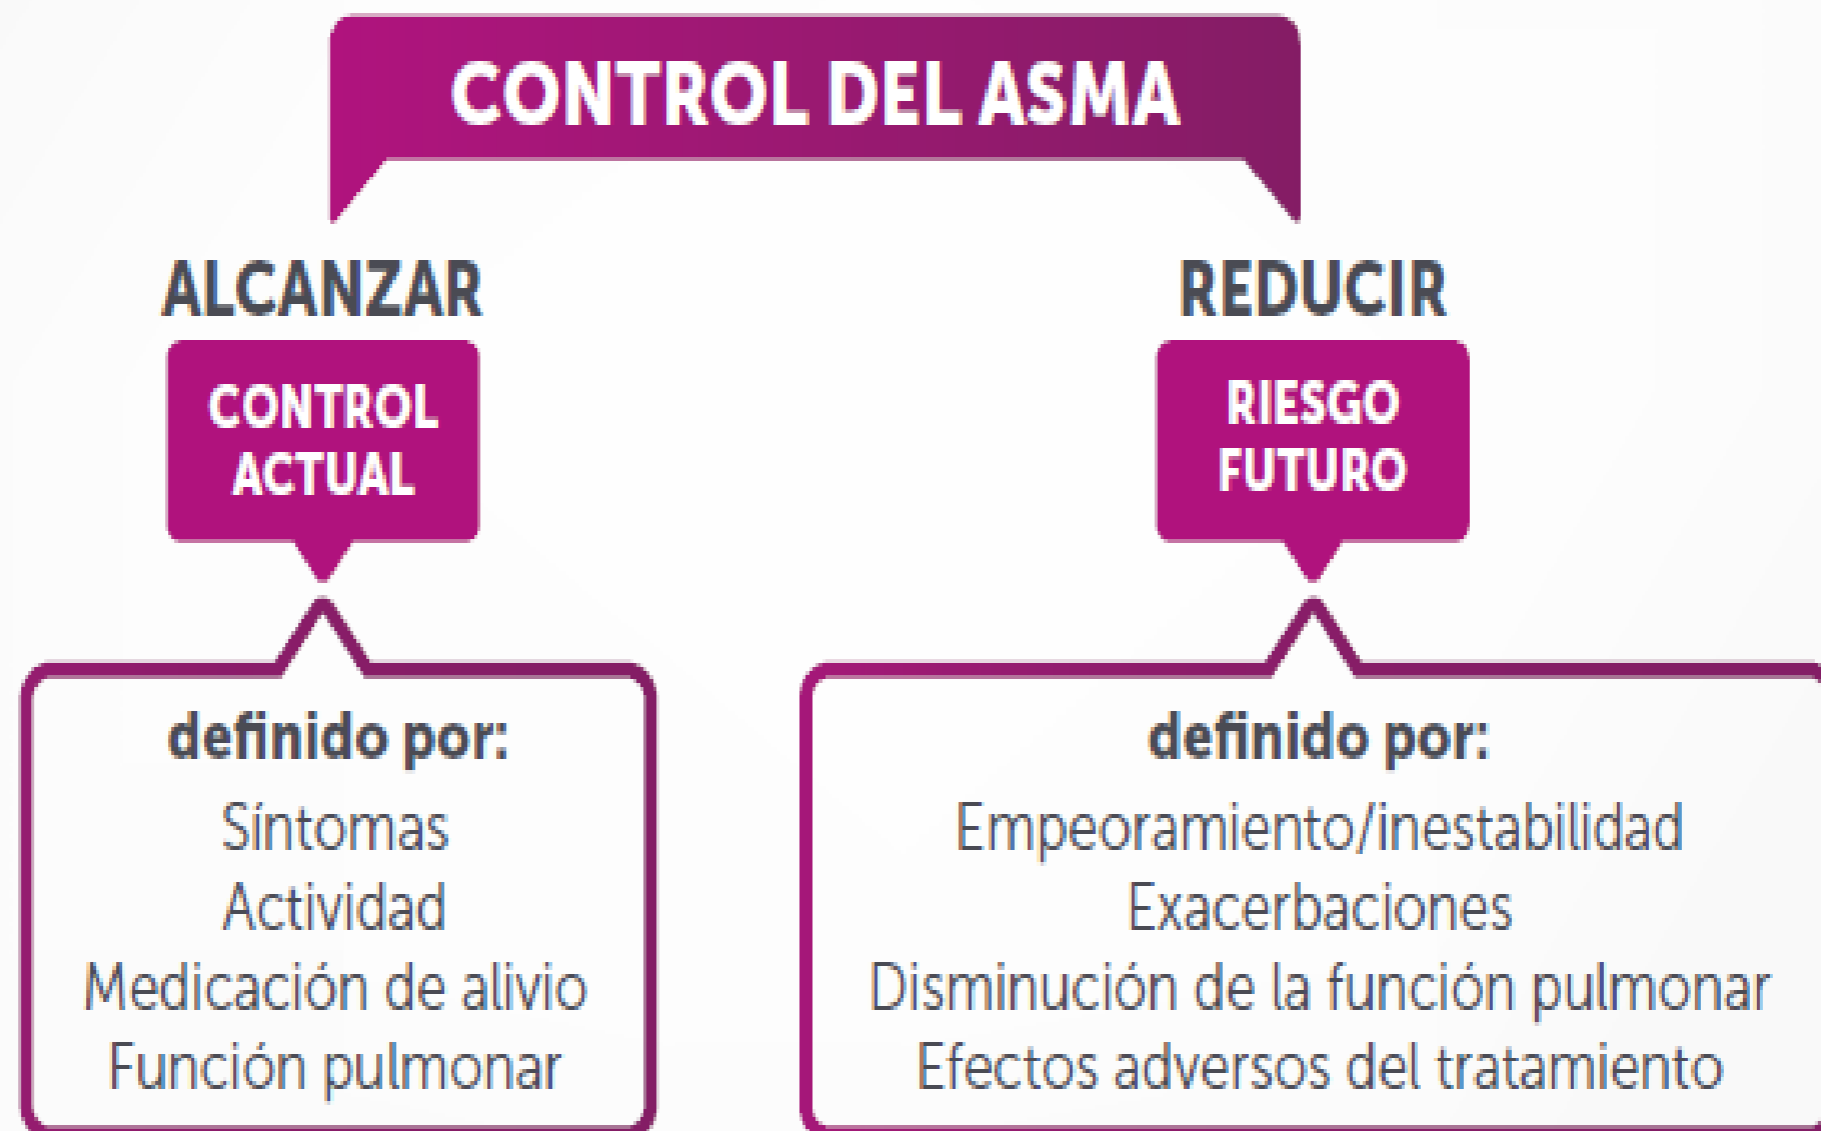 CONTROL DEL ASMA
ALCANZAR
CONTROL
ACTUAL
definido por:
Síntomas
Actividad
Medicación de alivio
Función pulmonar
REDUCIR
RIESGO
FUTURO
definido por:
Empeoramiento/inestabilidad
Exacerbaciones
Disminución de la función pulmonar
Efectos adversos del tratamiento